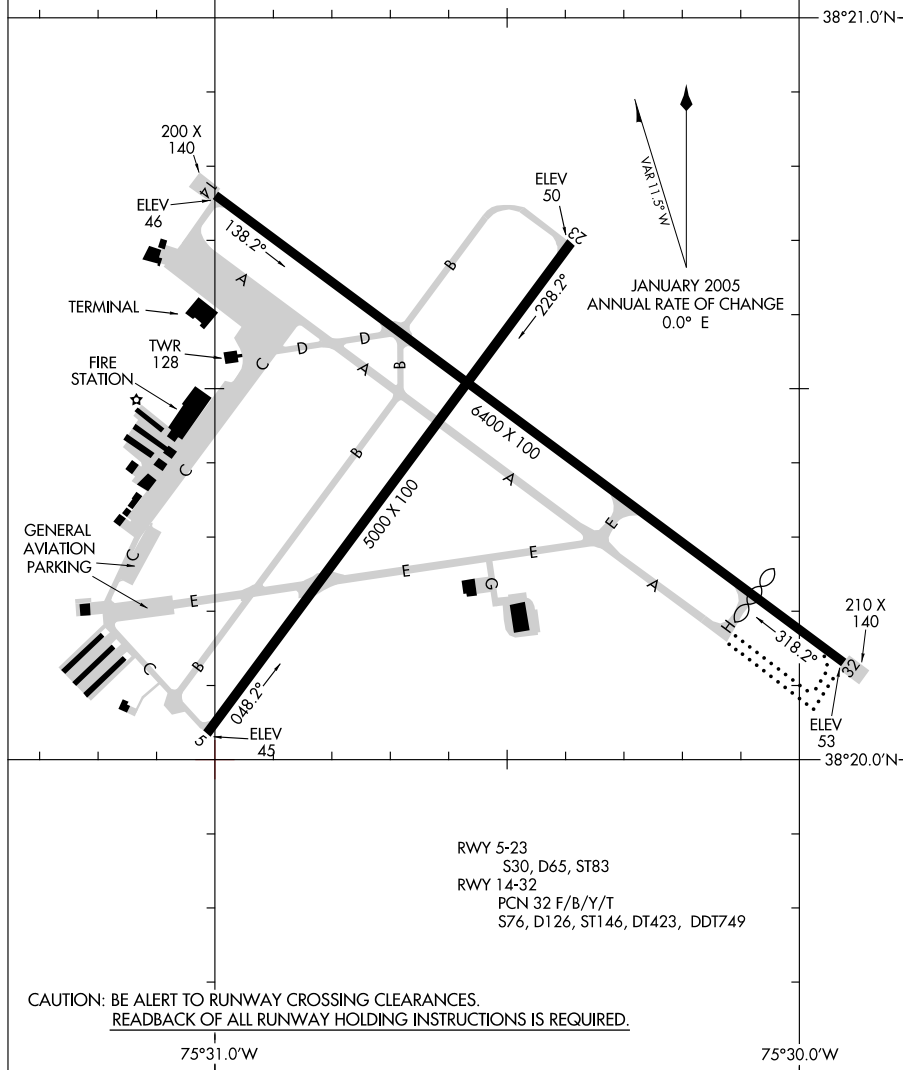 38°21.0'N
200 X
140
14
ELEV
46
138.2°
ELEV
50
23
228.2°
VAR 11.5° W
JANUARY 2005
ANNUAL RATE OF CHANGE
0.0° E
A
B
TERMINAL
TWR
128
C
D
D
A
B
FIRE
STATION
6400 X 100
B
A
C
5000 X 100
E
GENERAL
AVIATION
PARKING
C
E
E
E
G
A
H
210 X
140
318.2°
32
C
B
048.2°
5
ELEV
45
ELEV
53
38°20.0'N
RWY 5-23
S30, D65, ST83
RWY 14-32
PCN 32 F/B/Y/T
S76, D126, ST146, DT423, DDT749
CAUTION: BE ALERT TO RUNWAY CROSSING CLEARANCES.
READBACK OF ALL RUNWAY HOLDING INSTRUCTIONS IS REQUIRED.
75°31.0'W
75°30.0'W